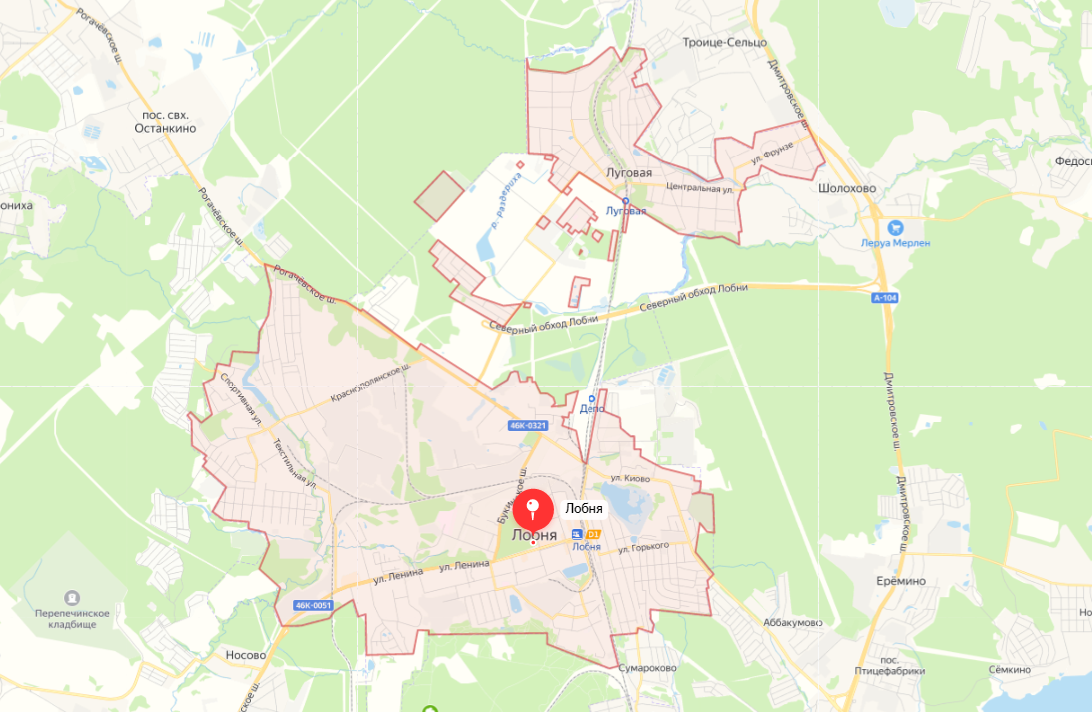 Рогачёвское ш.
Троице-Сельцо
Дмитровское ш.
пос. свх.
Останкино
ул. Фрунзе
Луговая
Центральная ул.
Шолохово
р. Раздериха
Рогачёвское ш.
Луговая
Леруа Мерлен
Рогачёвское ш.
Северный обход Лобни
А-104
Северный обход Лобни
Краснополянское ш.
Спортивная ул.
Дмитровское ш.
Депо
46К-0321
Текстильная ул.
ул. Киово
Дмитровское ш.
Лобня
Лобня
D1
Лобня
ул. Горького
ул. Ленина
ул. Ленина
Ерёмино
46К-0051
Перепечинское
кладбище
Аббакумово
Носово
Сумароково
пос.
Птицефабрики
Сёмкино